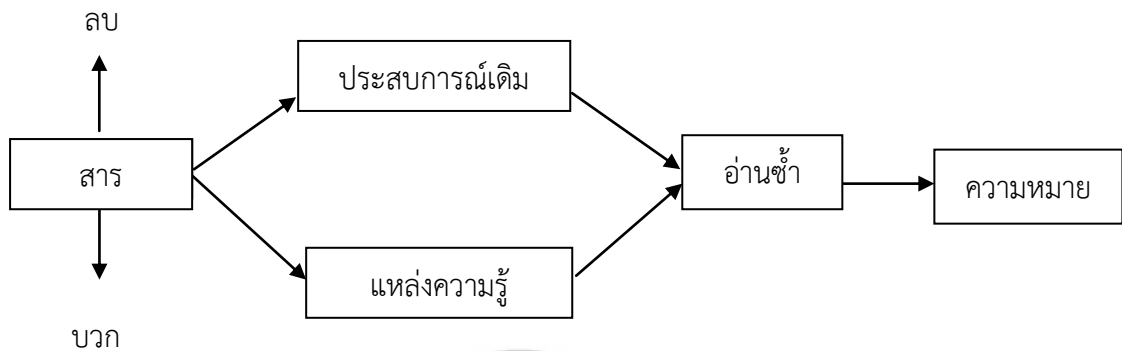 ลบ
ประสบการณ์เดิม
สาร
อ่านซ้ำ
ความหมาย
แหล่งความรู้
บวก